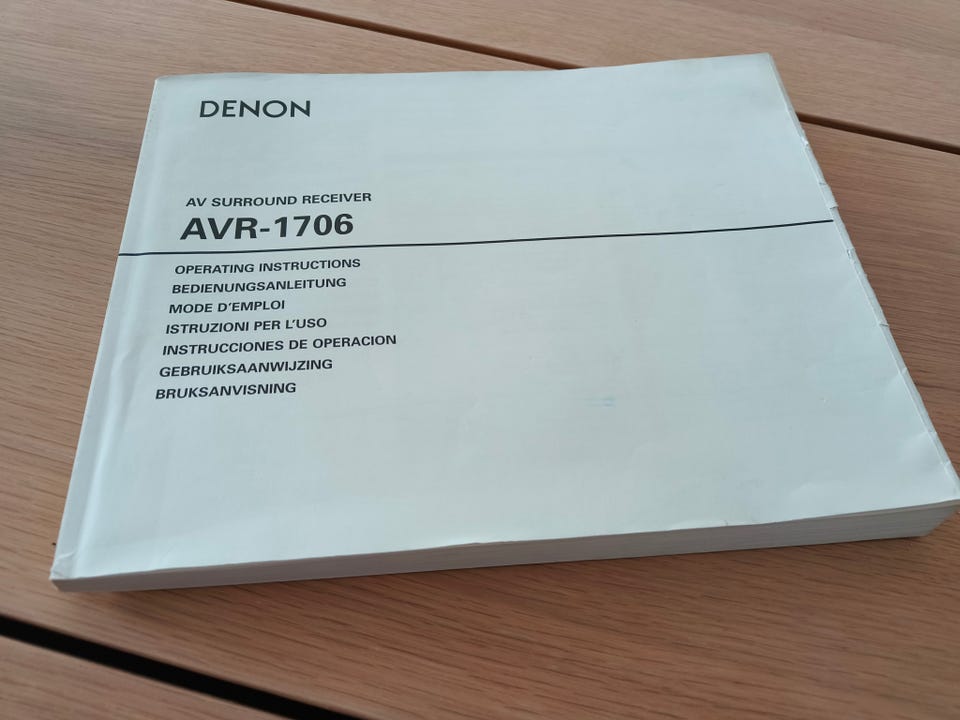 DENON
AV SURROUND RECEIVER
AVR-1706
OPERATING INSTRUCTIONS
BEDIENUNGSANLEITUNG
MODE D'EMPLOI
ISTRUZIONI PER L'USO
INSTRUCCIONES DE OPERACION
GEBRUIKSAANWIJZING
BRUKSANVISNING